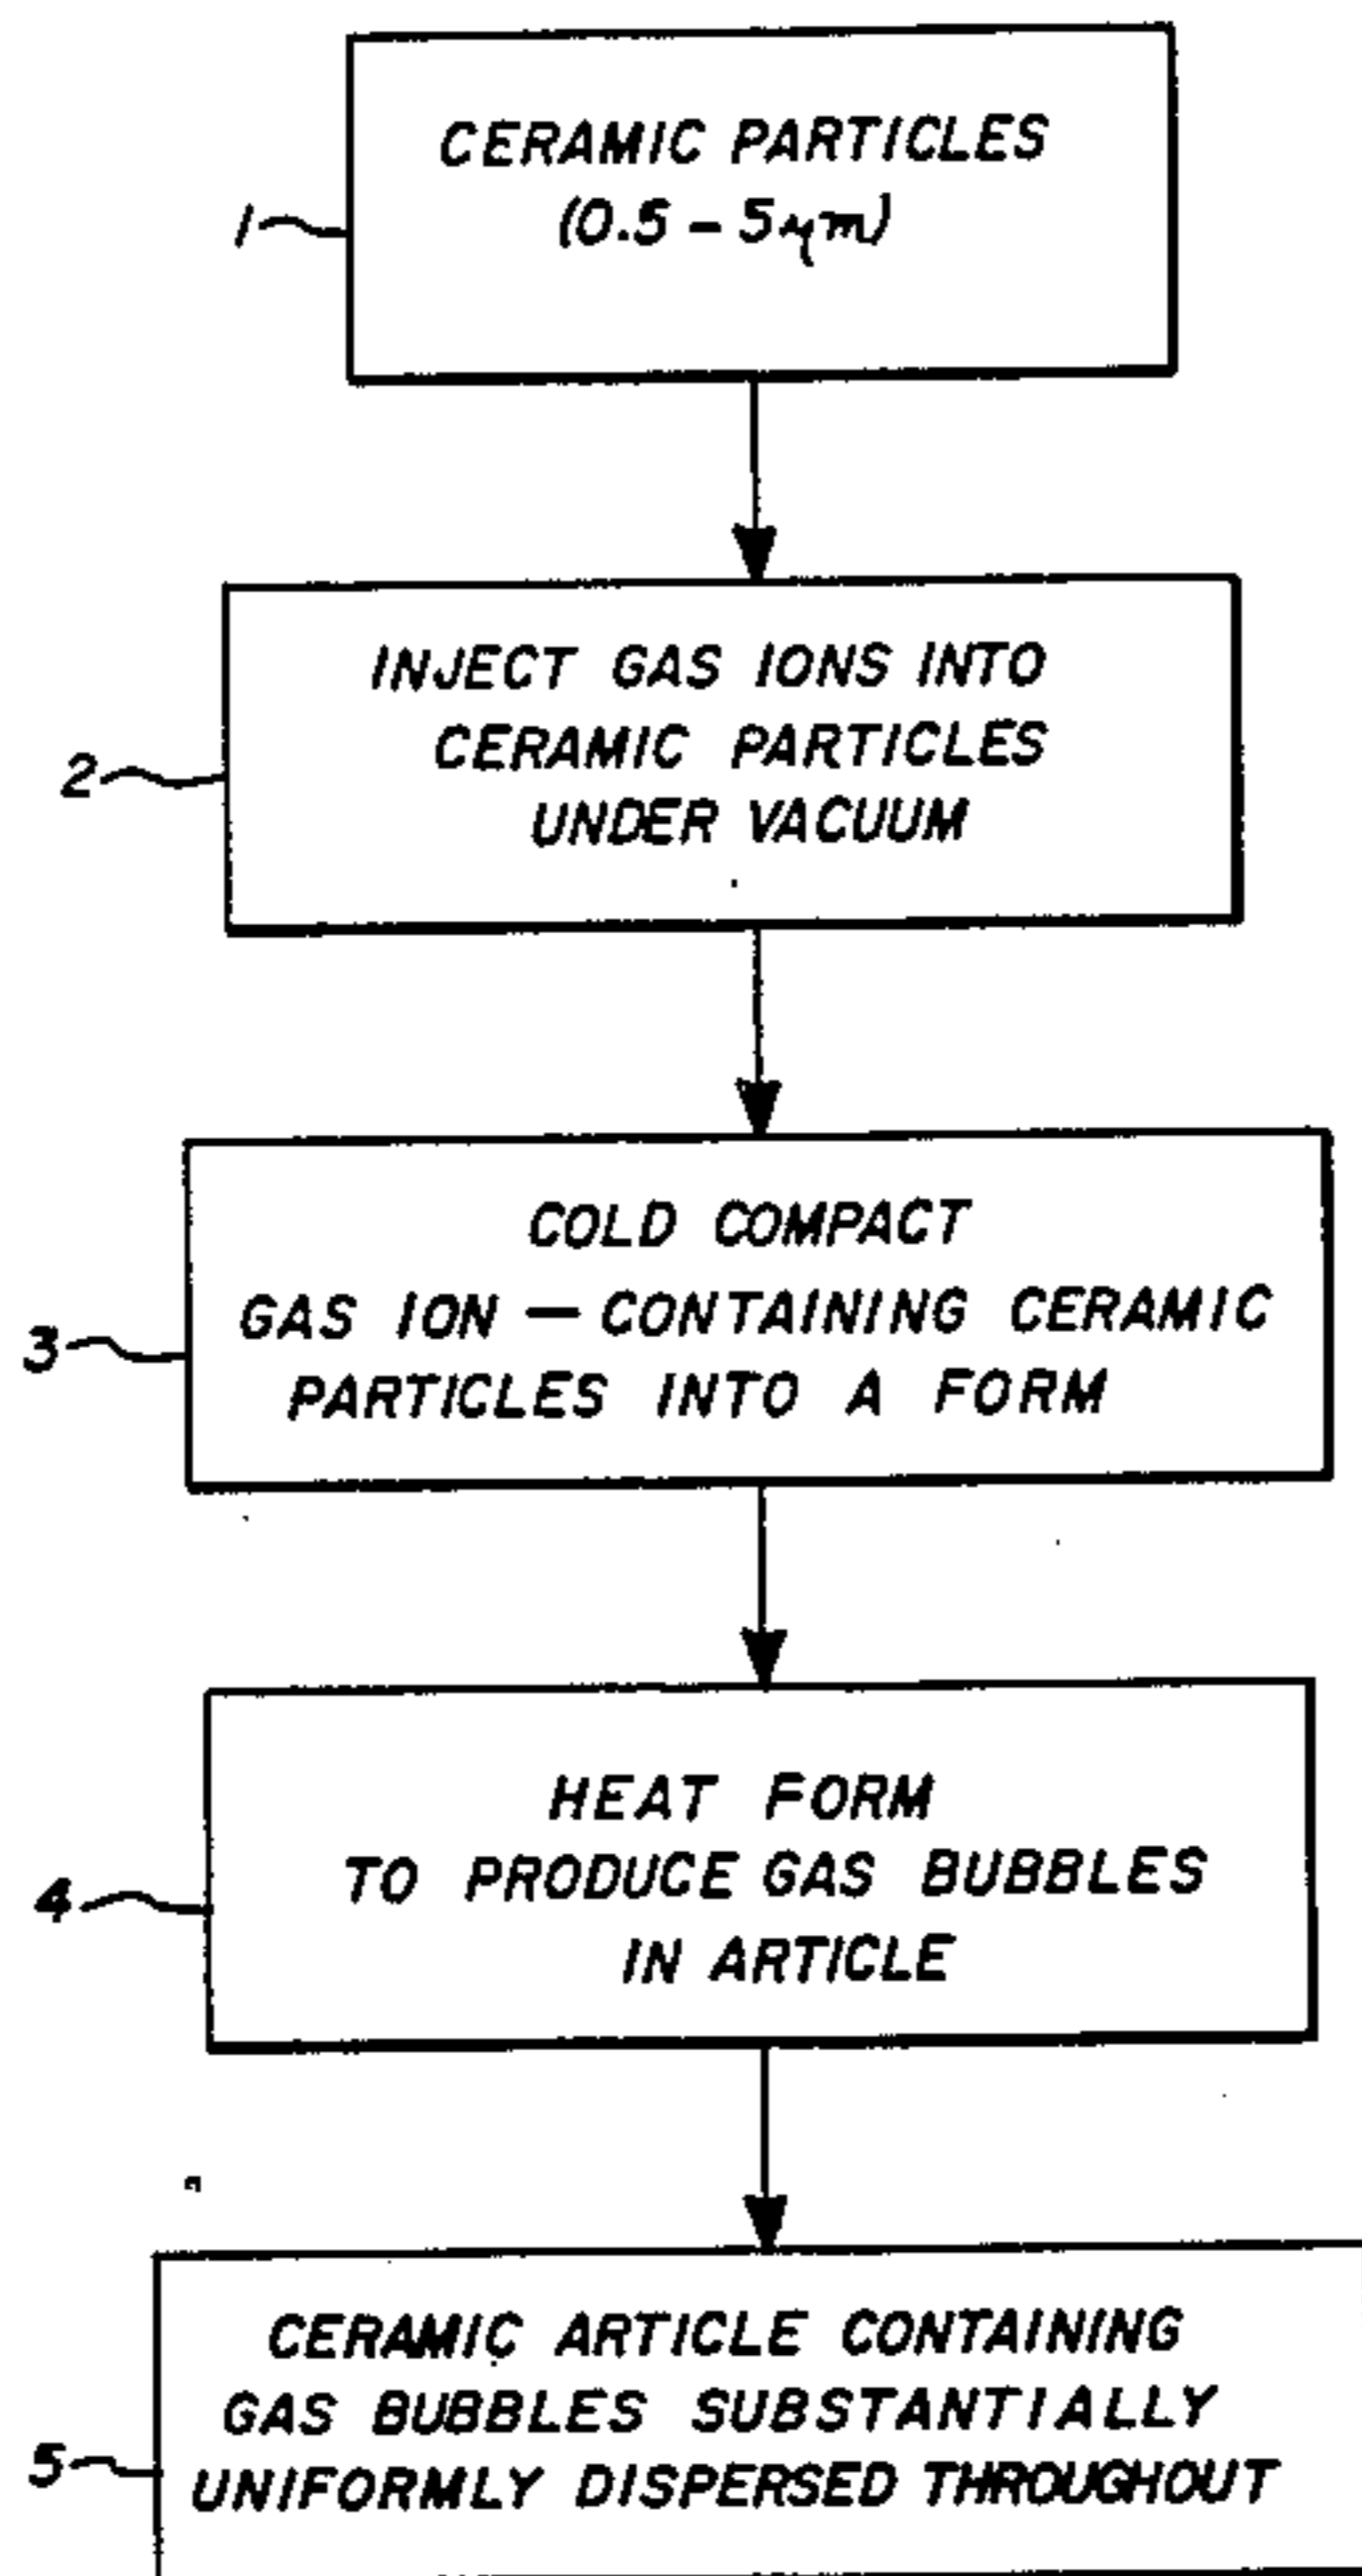 CERAMIC PARTICLES
(0.5 - 5 μm)
1
INJECT GAS IONS INTO
CERAMIC PARTICLES
UNDER VACUUM
2
COLD COMPACT
GAS ION - CONTAINING CERAMIC
PARTICLES INTO A FORM
3
HEAT FORM
TO PRODUCE GAS BUBBLES
IN ARTICLE
4
CERAMIC ARTICLE CONTAINING
GAS BUBBLES SUBSTANTIALLY
UNIFORMLY DISPERSED THROUGHOUT
5